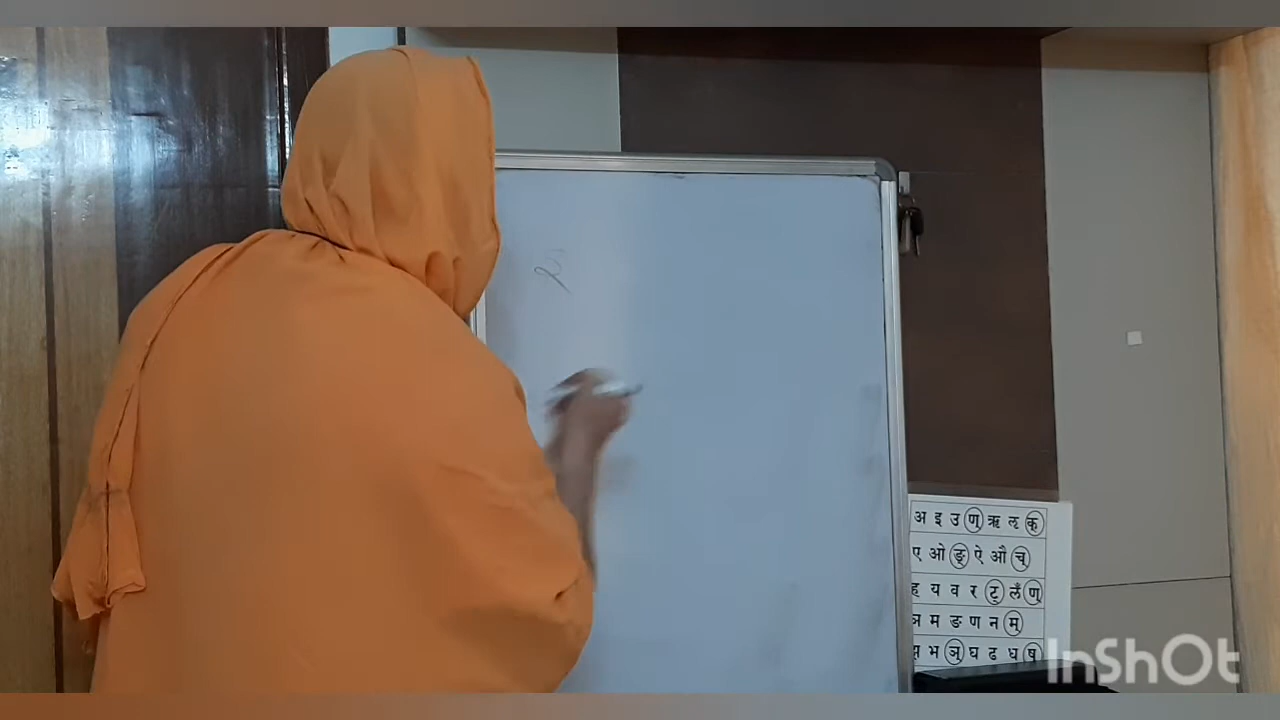 अ इ उ ण् ऋ ऌ क्
ए ओ ङ् ऐ औ च्
ह य व र ट् लँ ण्
ञ म ङ ण न म्
झ भ ञ् घ ढ ध ष्
InShOt